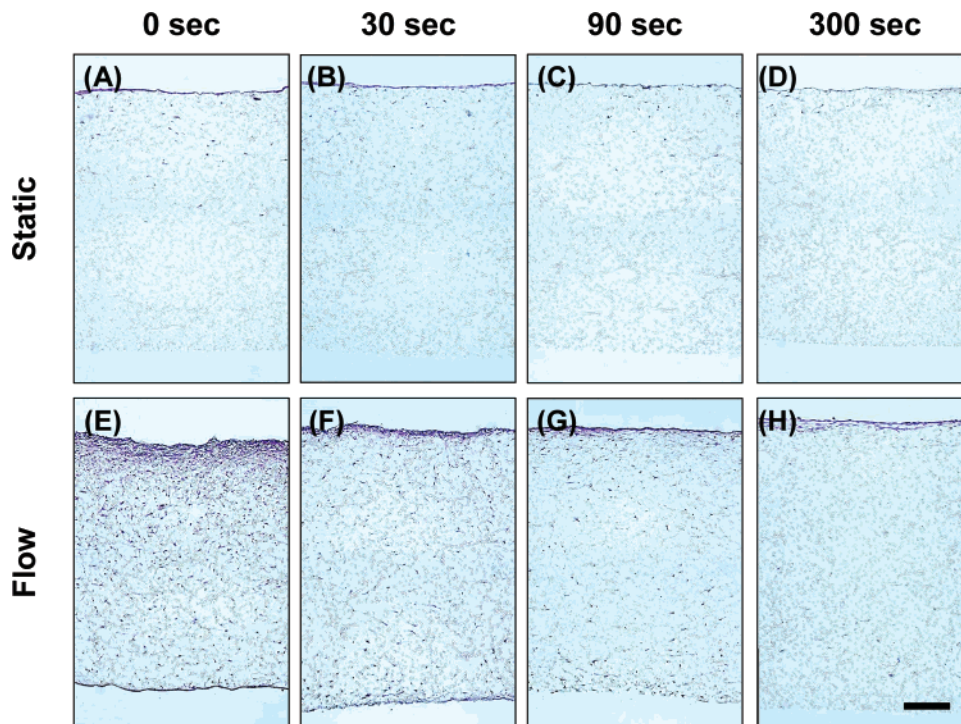 0 sec 30 sec 90 sec 300 sec
Static
(A) (B) (C) (D)
Flow
(E) (F) (G) (H)